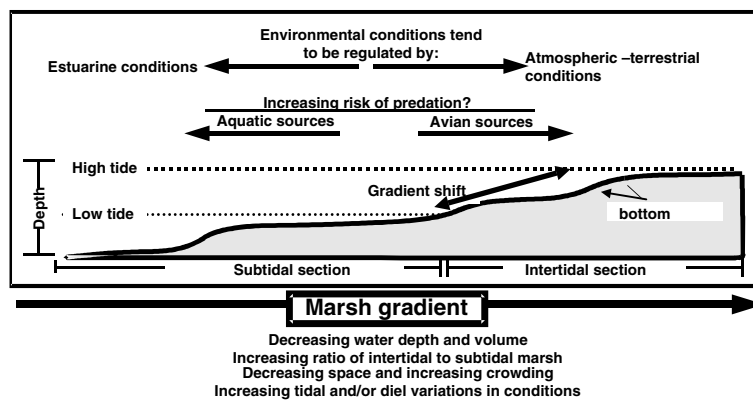 Environmental conditions tend
to be regulated by:
Estuarine conditions
Atmospheric –terrestrial
conditions
Increasing risk of predation?
Aquatic sources
Avian sources
High tide
Gradient shift
Depth
Low tide
bottom
Subtidal section
Intertidal section
Marsh gradient
Decreasing water depth and volume
Increasing ratio of intertidal to subtidal marsh
Decreasing space and increasing crowding
Increasing tidal and/or diel variations in conditions